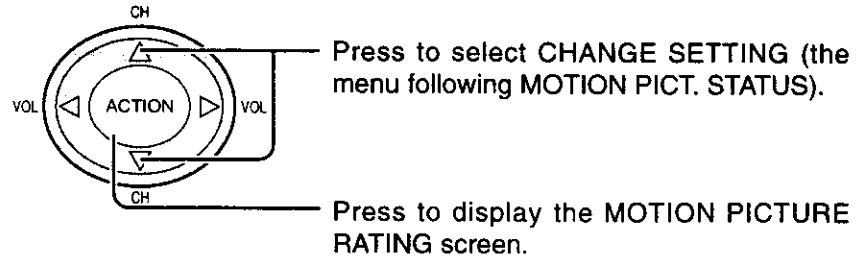 CH
Press to select CHANGE SETTING (the
menu following MOTION PICT. STATUS).
VOL ACTION VOL
CH
Press to display the MOTION PICTURE
RATING screen.